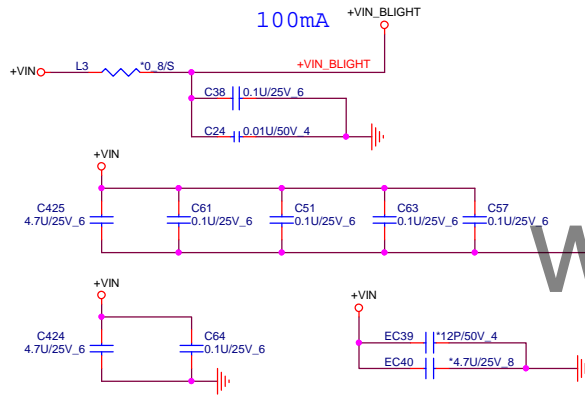 100mA
+VIN_BLIGHT
+VIN
L3
*0_8/S
+VIN_BLIGHT
C38
0.1U/25V_6
C24
0.01U/50V_4
+VIN
C425
4.7U/25V_6
C61
0.1U/25V_6
C51
0.1U/25V_6
C63
0.1U/25V_6
C57
0.1U/25V_6
W
+VIN
C424
4.7U/25V_6
C64
0.1U/25V_6
+VIN
EC39
*12P/50V_4
EC40
*4.7U/25V_8